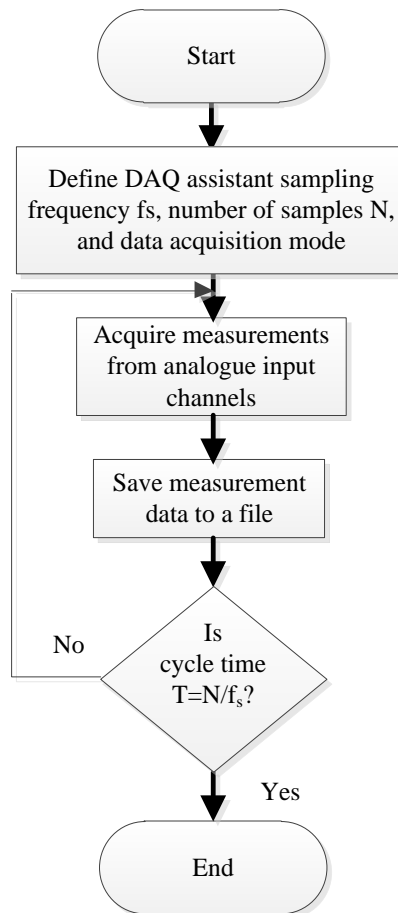 Start
Define DAQ assistant sampling
frequency fs, number of samples N,
and data acquisition mode
Acquire measurements
from analogue input
channels
Save measurement
data to a file
Is
cycle time
T=N/fₛ?
No
Yes
End